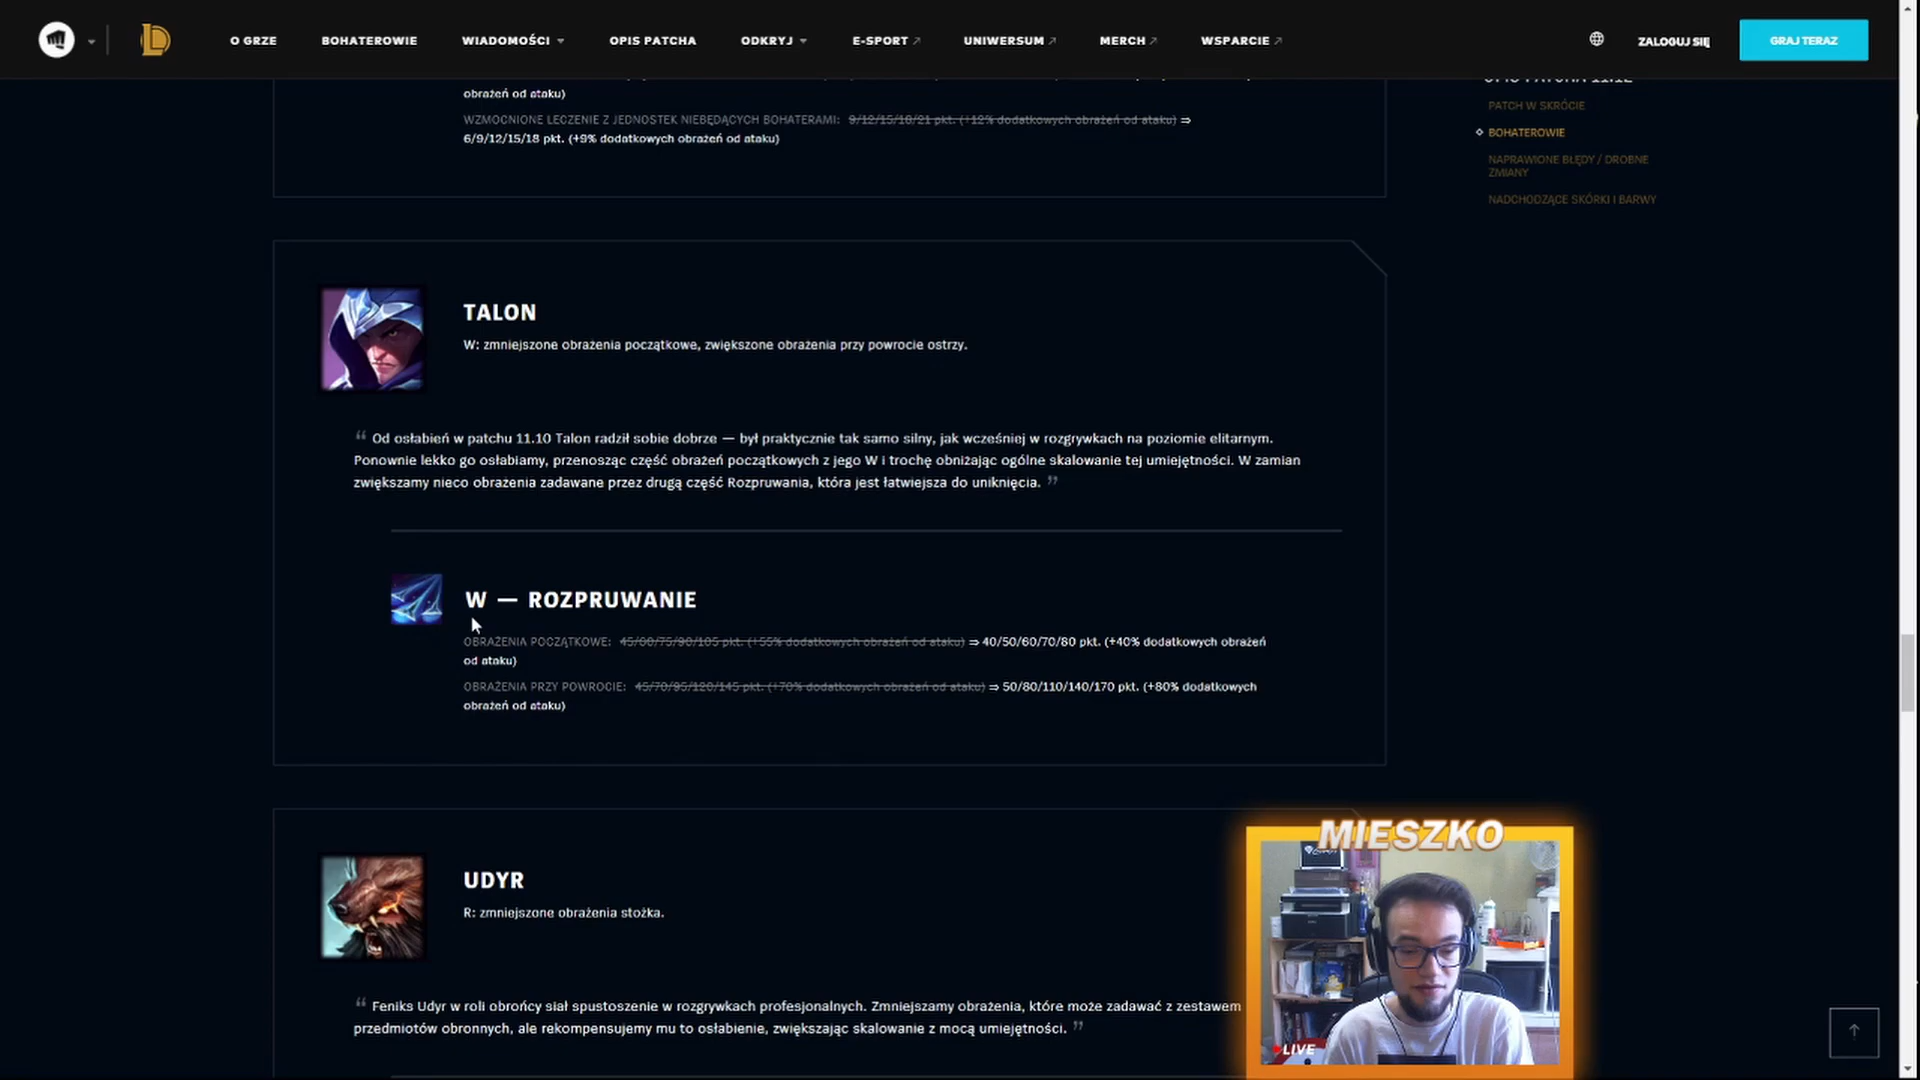 O GRZE BOHATEROWIE WIADOMOŚCI OPIS PATCHA ODKRYJ E-SPORT UNIWERSUM MERCH WSPARCIE ZALOGUJ SIĘ GRAJ TERAZ
obrażeń od ataku)
WZMOCNIONE LECZENIE Z JEDNOSTEK NIEBĘDĄCYCH BOHATERAMI: 9/12/15/18/21 pkt. (+12% dodatkowych obrażeń od ataku) ⇒
6/9/12/15/18 pkt. (+9% dodatkowych obrażeń od ataku)
OPIS PATCHA 11.12
PATCH W SKRÓCIE
BOHATEROWIE
NAPRAWIONE BŁĘDY / DROBNE
ZMIANY
NADCHODZĄCE SKÓRKI I BARWY
TALON
W: zmniejszone obrażenia początkowe, zwiększone obrażenia przy powrocie ostrzy.
“ Od osłabień w patchu 11.10 Talon radził sobie dobrze — był praktycznie tak samo silny, jak wcześniej w rozgrywkach na poziomie elitarnym.
Ponownie lekko go osłabiamy, przenosząc część obrażeń początkowych z jego W i trochę obniżając ogólne skalowanie tej umiejętności. W zamian
zwiększamy nieco obrażenia zadawane przez drugą część Rozpruwania, która jest łatwiejsza do uniknięcia. ”
W — ROZPRUWANIE
OBRAŻENIA POCZĄTKOWE: 45/60/75/90/105 pkt. (+55% dodatkowych obrażeń od ataku) ⇒ 40/50/60/70/80 pkt. (+40% dodatkowych obrażeń
od ataku)
OBRAŻENIA PRZY POWROCIE: 45/70/95/120/145 pkt. (+70% dodatkowych obrażeń od ataku) ⇒ 50/80/110/140/170 pkt. (+80% dodatkowych
obrażeń od ataku)
UDYR
R: zmniejszone obrażenia stożka.
“ Feniks Udyr w roli obrońcy siał spustoszenie w rozgrywkach profesjonalnych. Zmniejszamy obrażenia, które może zadawać z zestawem
przedmiotów obronnych, ale rekompensujemy mu to osłabienie, zwiększając skalowanie z mocą umiejętności. ”
MIESZKO
LIVE